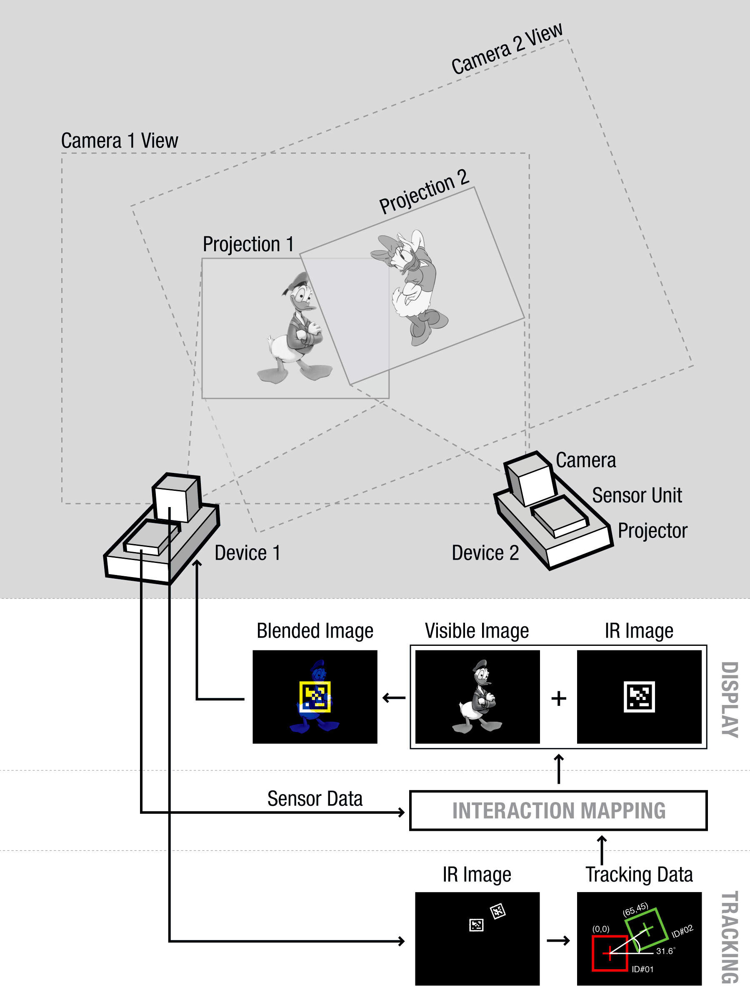 Camera 2 View
Camera 1 View
Projection 2
Projection 1
Camera
Sensor Unit
Projector
Device 1
Device 2
Blended Image
Visible Image
+
IR Image
DISPLAY
Sensor Data
INTERACTION MAPPING
IR Image
Tracking Data
(65,45)
(0,0)
ID#02
31.6°
ID#01
TRACKING